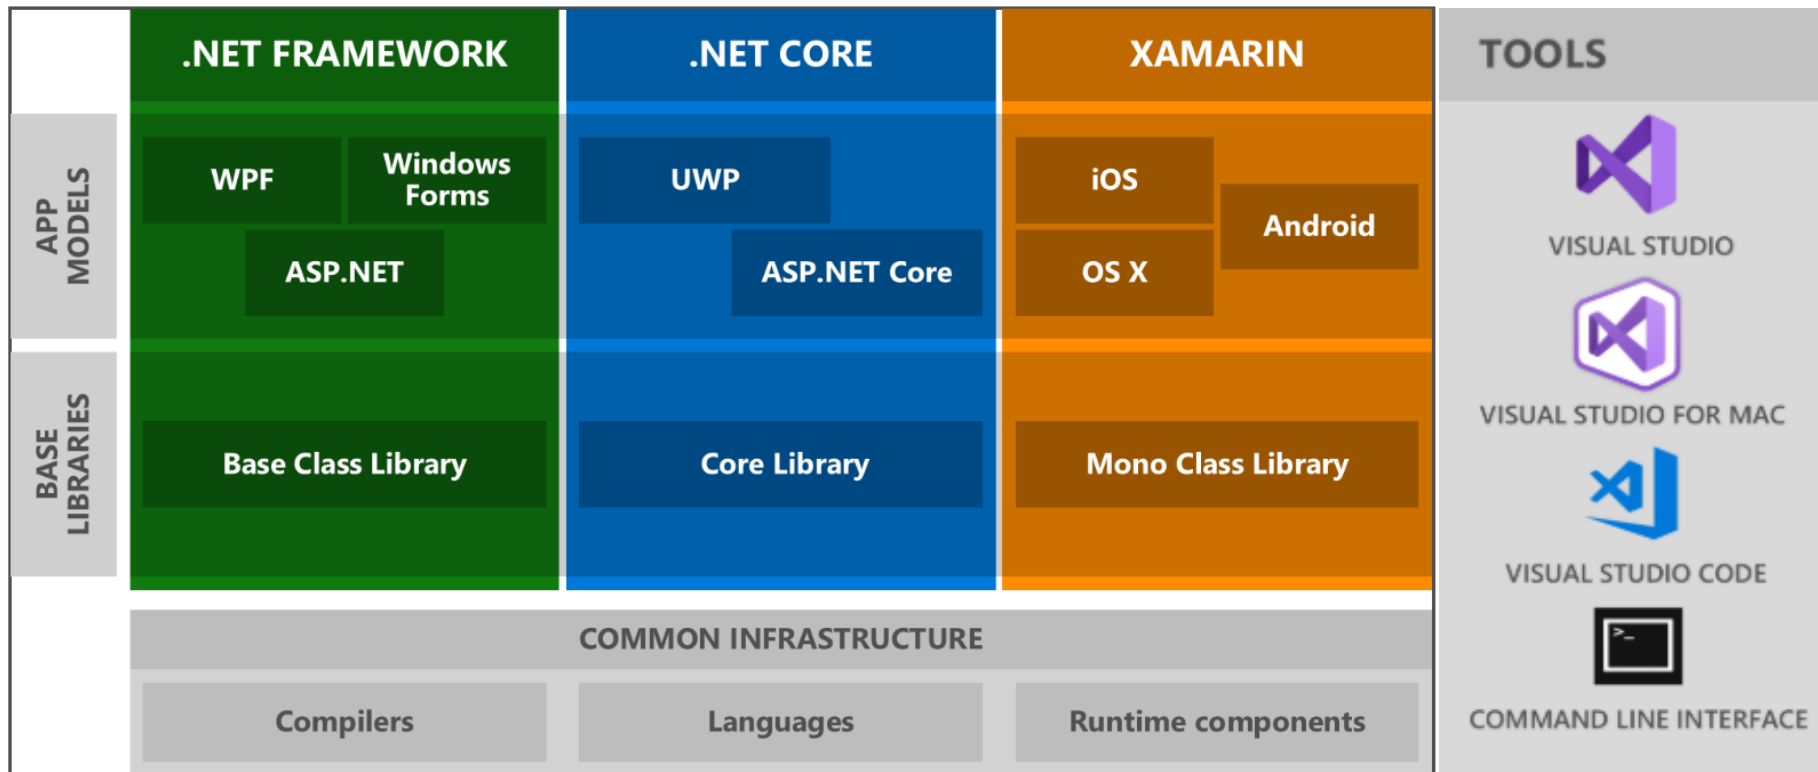 .NET FRAMEWORK
.NET CORE
XAMARIN
TOOLS
APP
MODELS
WPF
Windows
Forms
ASP.NET
UWP
ASP.NET Core
iOS
Android
OS X
BASE
LIBRARIES
Base Class Library
Core Library
Mono Class Library
COMMON INFRASTRUCTURE
Compilers
Languages
Runtime components
VISUAL STUDIO
VISUAL STUDIO FOR MAC
VISUAL STUDIO CODE
>_
COMMAND LINE INTERFACE